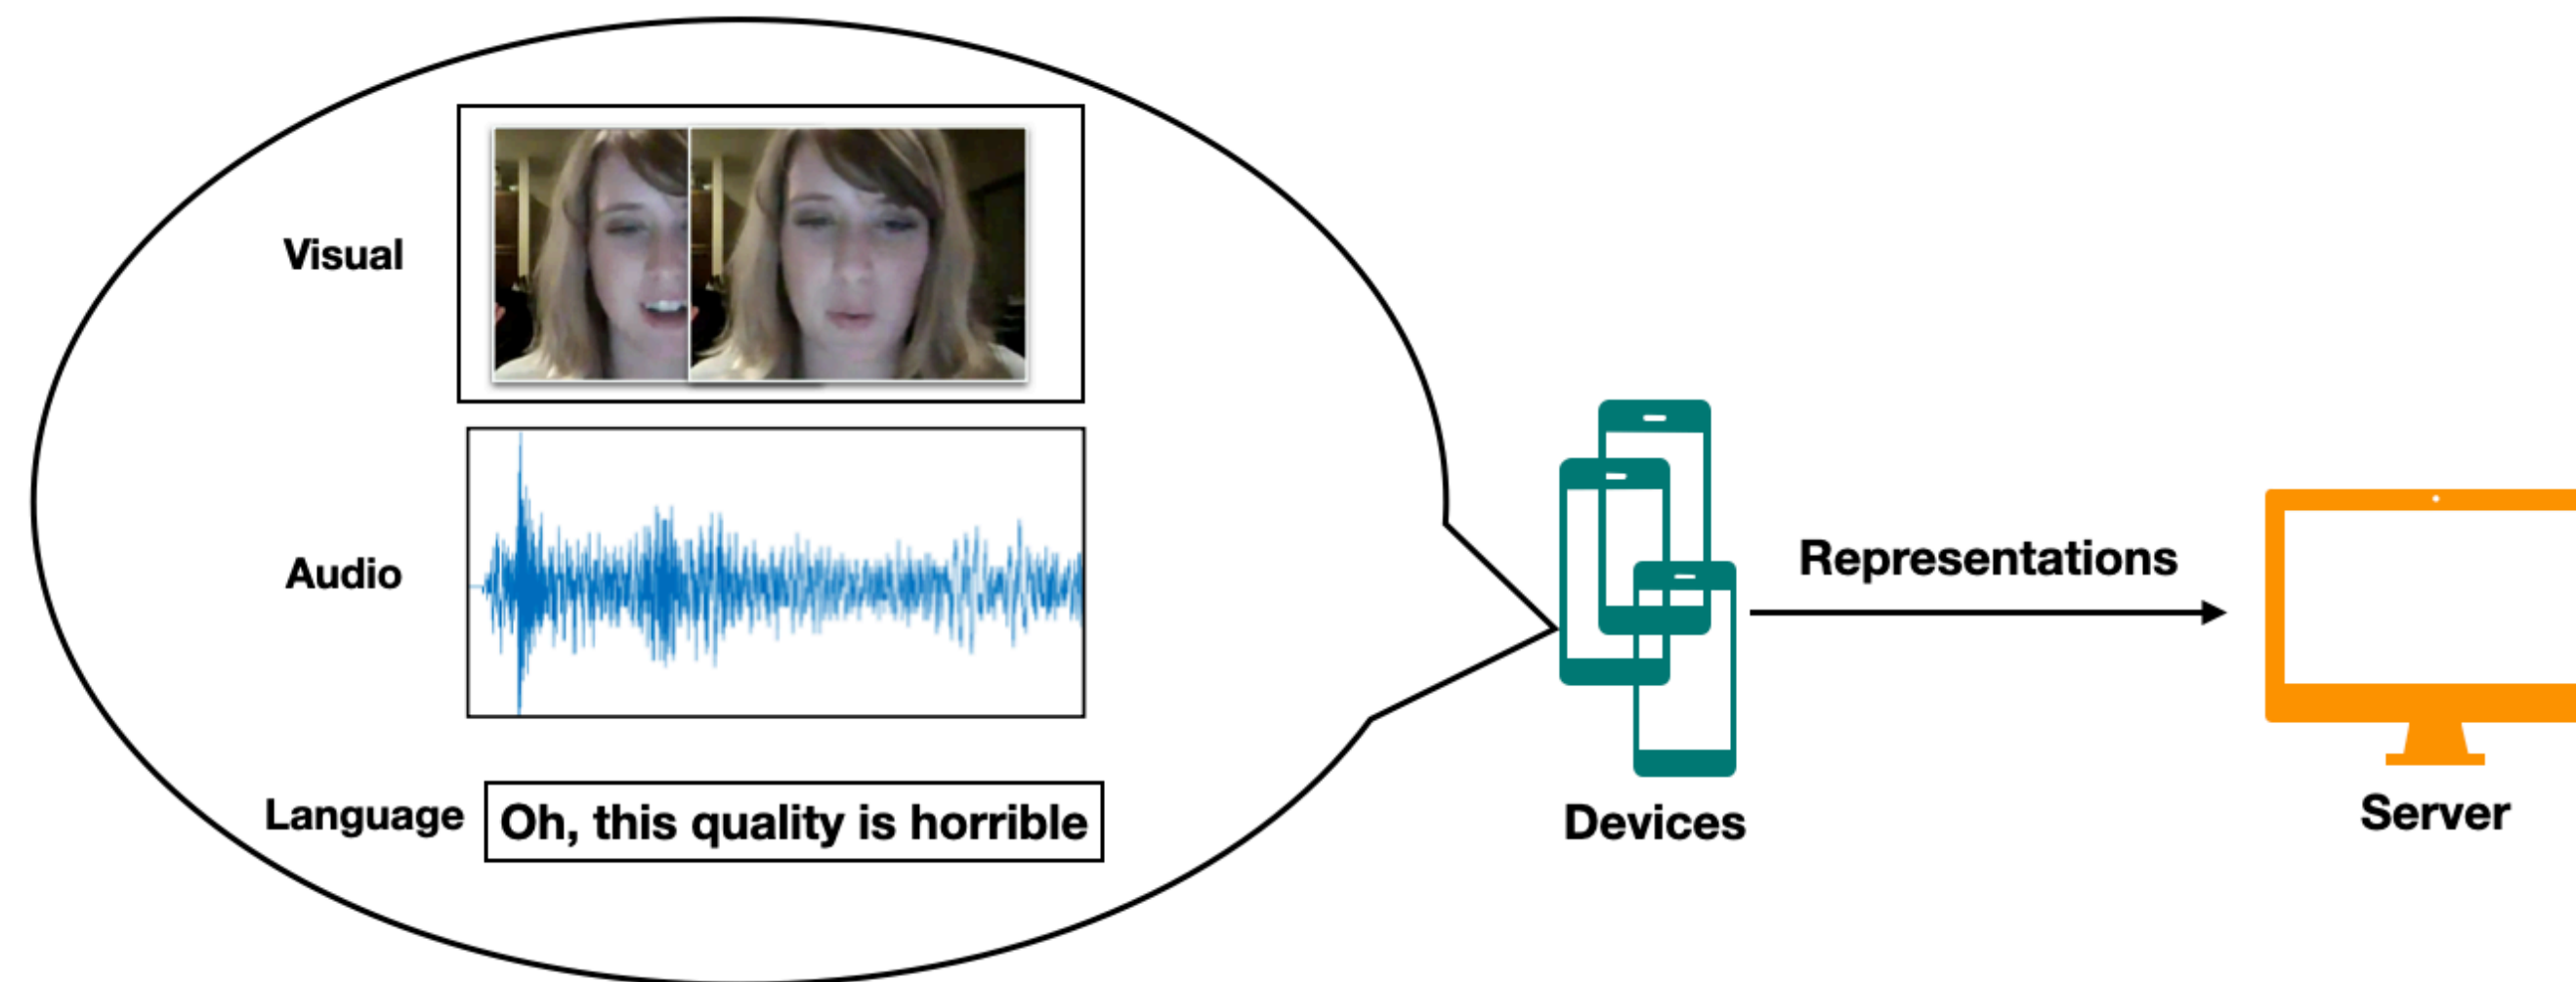 Visual
Audio
Language
Oh, this quality is horrible
Devices
Representations
Server